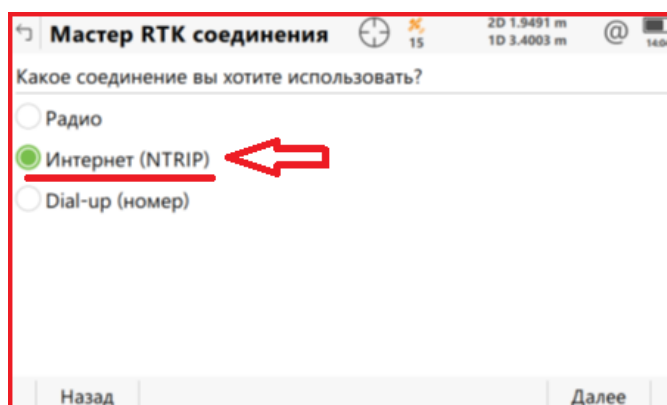 Мастер RTK соединения 15 2D 1.9491 m
1D 3.4003 m @
Какое соединение вы хотите использовать?
Радио
Интернет (NTRIP)
Dial-up (номер)
Назад Далее